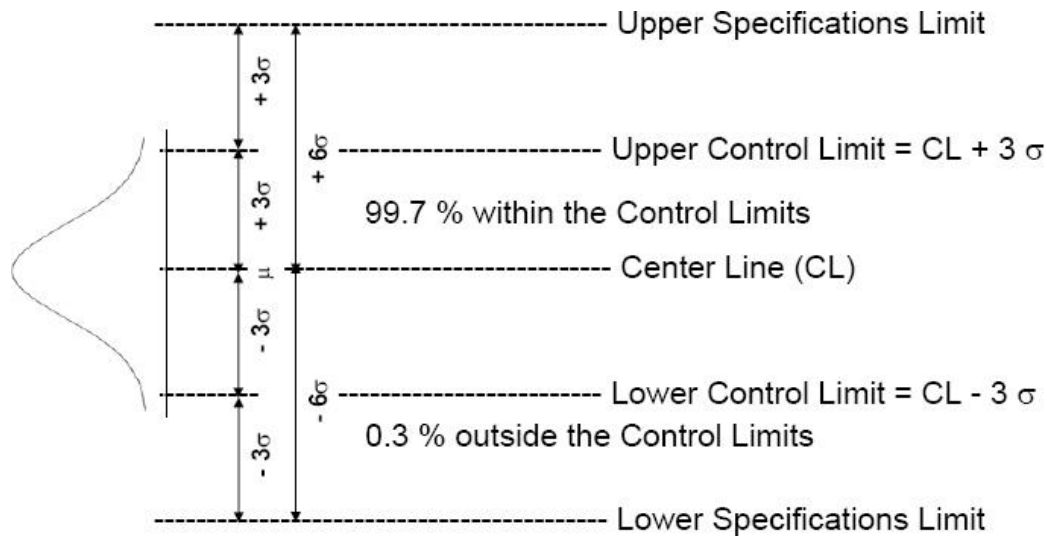 Upper Specifications Limit
+ 3σ
Upper Control Limit = CL + 3 σ
+ 6σ
+ 3σ
99.7 % within the Control Limits
μ
Center Line (CL)
- 3σ
- 6σ
Lower Control Limit = CL - 3 σ
0.3 % outside the Control Limits
- 3σ
Lower Specifications Limit